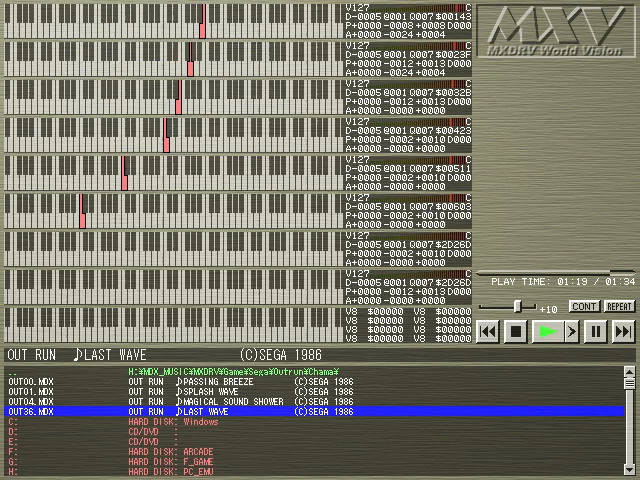 V127 C
D-0005 @001 Q007 $00143
P+0000 -0008 +0008 D000
A+0000 -0024 +0004
V127 C
D-0005 @001 Q007 $0023F
P+0000 -0012 +0013 D000
A+0000 -0024 +0004
V127 C
D-0005 @001 Q007 $0032B
P+0000 -0012 +0013 D000
A+0000 -0000 +0000
V127 C
D-0005 @001 Q007 $00423
P+0000 -0002 +0010 D000
A+0000 -0000 +0000
V127 C
D-0005 @001 Q007 $00511
P+0000 -0002 +0010 D000
A+0000 -0000 +0000
V127 C
D-0005 @001 Q007 $00603
P+0000 -0002 +0010 D000
A+0000 -0000 +0000
V127 C
D-0005 @001 Q007 $2D26D
P+0000 -0002 +0010 D000
A+0000 -0000 +0000
V127 C
D-0005 @001 Q007 $2D26D
P+0000 -0012 +0013 D000
A+0000 -0000 +0000
V8 $00000 V8 $00000
V8 $00000 V8 $00000
V8 $00000 V8 $00000
V8 $00000 V8 $00000
MXV
MXDRV World Vision
PLAY TIME: 01:19 / 01:34
+10 CONT REPEAT
OUT RUN ♪LAST WAVE (C)SEGA 1986
.. H:¥MDX_MUSIC¥MXDRV¥Game¥Sega¥Outrun¥Chama¥
OUT00.MDX OUT RUN ♪PASSING BREEZE (C)SEGA 1986
OUT01.MDX OUT RUN ♪SPLASH WAVE (C)SEGA 1986
OUT04.MDX OUT RUN ♪MAGICAL SOUND SHOWER (C)SEGA 1986
OUT36.MDX OUT RUN ♪LAST WAVE (C)SEGA 1986
C: HARD DISK: Windows
D: CD/DVD :
E: CD/DVD :
F: HARD DISK: ARCADE
G: HARD DISK: F_GAME
H: HARD DISK: PC_EMU